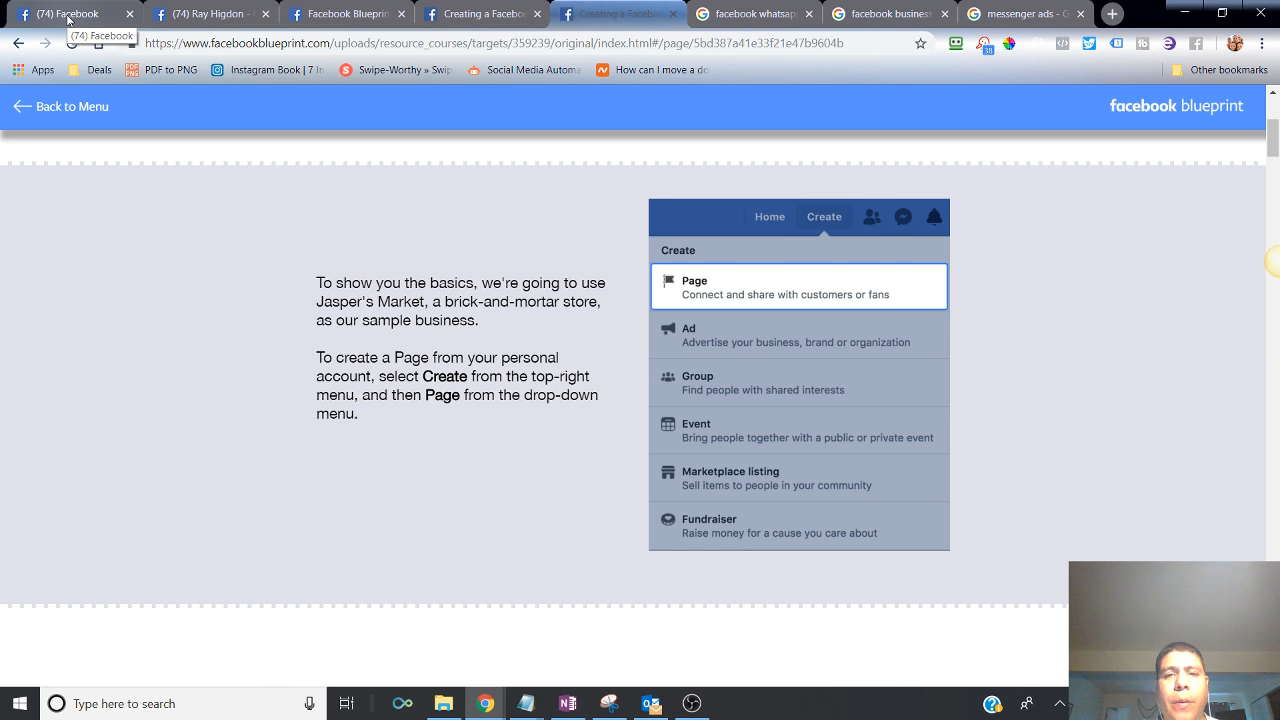 (74) Facebook
(74) Ray Higdon -
Facebook Blueprin
Creating a Facebo
Creating a Facebo
facebook whatsap
facebook business
messenger ads - G
(74) Facebook
https://www.facebookblueprint.com/uploads/resource_courses/targets/359239/original/index.html#/page/5bd387a41e33f21e47b9604b
38
Apps
Deals
PDF to PNG
Instagram Book | 7 In
Swipe-Worthy » Swip
Social Media Automa
How can I move a do
Other bookmarks
Back to Menu
facebook blueprint
To show you the basics, we're going to use
Jasper's Market, a brick-and-mortar store,
as our sample business.
To create a Page from your personal
account, select Create from the top-right
menu, and then Page from the drop-down
menu.
Home
Create
Create
Page
Connect and share with customers or fans
Ad
Advertise your business, brand or organization
Group
Find people with shared interests
Event
Bring people together with a public or private event
Marketplace listing
Sell items to people in your community
Fundraiser
Raise money for a cause you care about
Type here to search